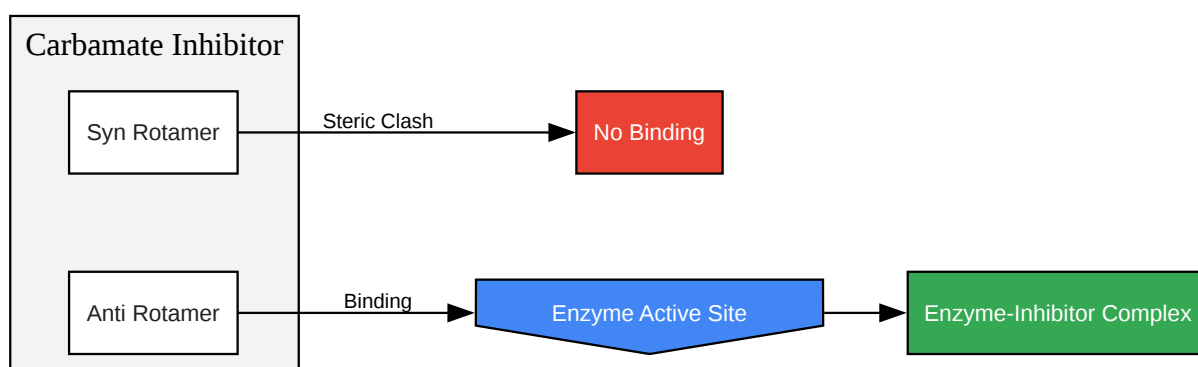 Carbamate Inhibitor
Syn Rotamer
Steric Clash
No Binding
Anti Rotamer
Binding
Enzyme Active Site
Enzyme-Inhibitor Complex